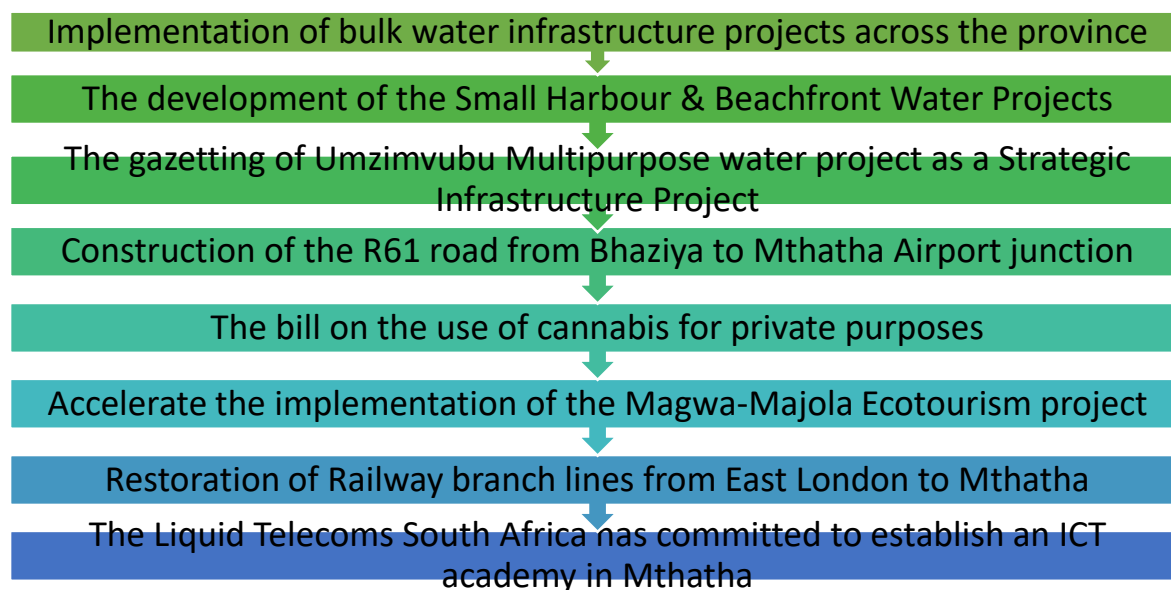 Implementation of bulk water infrastructure projects across the province
The development of the Small Harbour & Beachfront Water Projects
The gazetting of Umzimvubu Multipurpose water project as a Strategic
Infrastructure Project
Construction of the R61 road from Bhaziya to Mthatha Airport junction
The bill on the use of cannabis for private purposes
Accelerate the implementation of the Magwa-Majola Ecotourism project
Restoration of Railway branch lines from East London to Mthatha
The Liquid Telecoms South Africa has committed to establish an ICT
academy in Mthatha